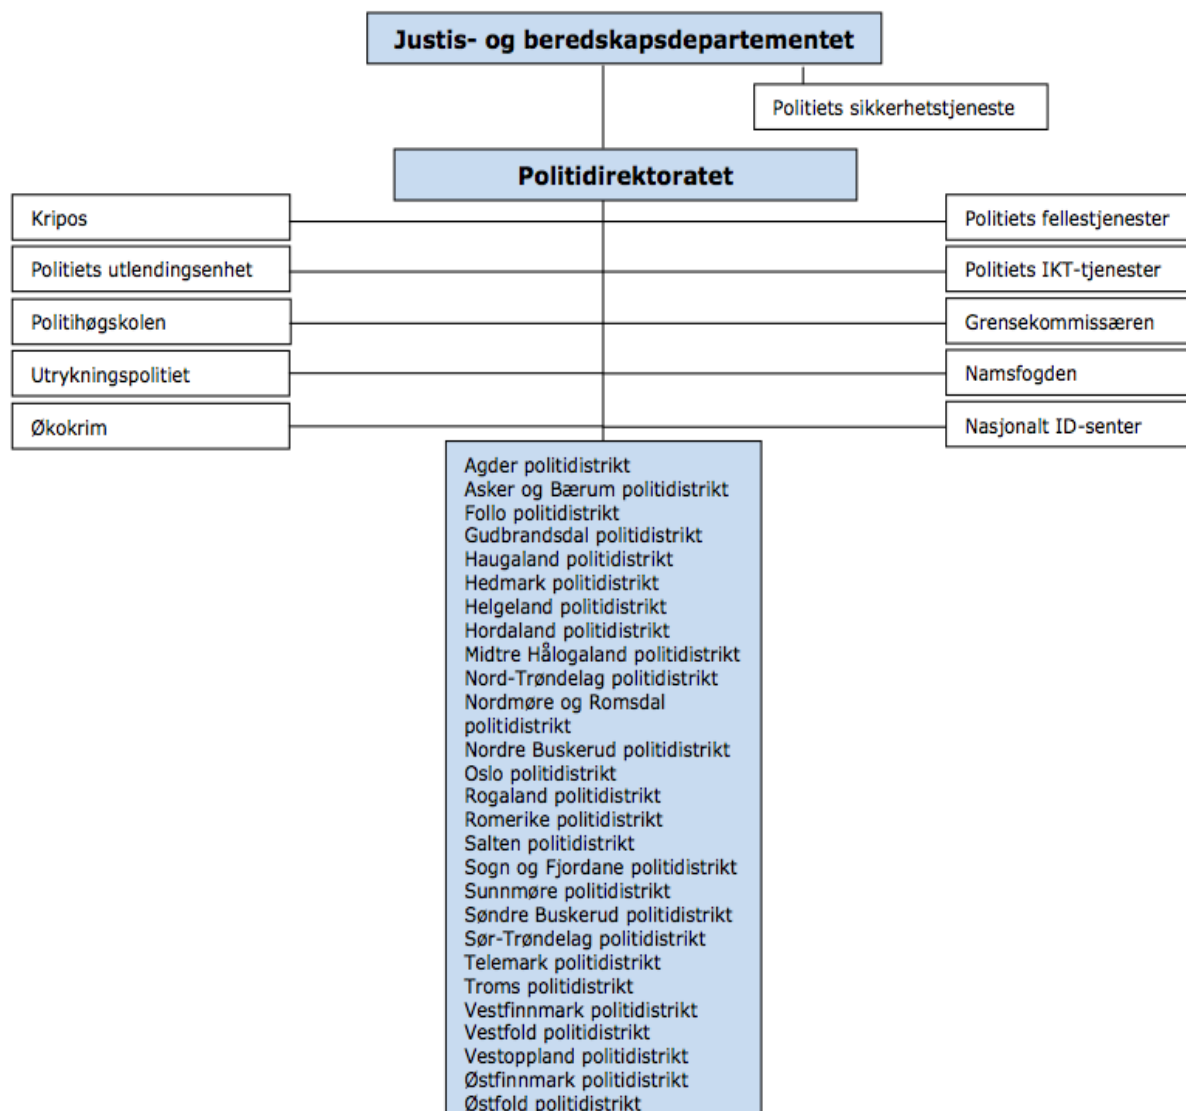 Justis- og beredskapsdepartementet
Politiets sikkerhetstjeneste
Politidirektoratet
Kripos
Politiets fellestjenester
Politiets utlendingsenhet
Politiets IKT-tjenester
Politihøgskolen
Grensekommissæren
Utrykningspolitiet
Namsfogden
Økokrim
Nasjonalt ID-senter
Agder politidistrikt
Asker og Bærum politidistrikt
Follo politidistrikt
Gudbrandsdal politidistrikt
Haugaland politidistrikt
Hedmark politidistrikt
Helgeland politidistrikt
Hordaland politidistrikt
Midtre Hålogaland politidistrikt
Nord-Trøndelag politidistrikt
Nordmøre og Romsdal
politidistrikt
Nordre Buskerud politidistrikt
Oslo politidistrikt
Rogaland politidistrikt
Romerike politidistrikt
Salten politidistrikt
Sogn og Fjordane politidistrikt
Sunnmøre politidistrikt
Søndre Buskerud politidistrikt
Sør-Trøndelag politidistrikt
Telemark politidistrikt
Troms politidistrikt
Vestfinnmark politidistrikt
Vestfold politidistrikt
Vestoppland politidistrikt
Østfinnmark politidistrikt
Østfold politidistrikt